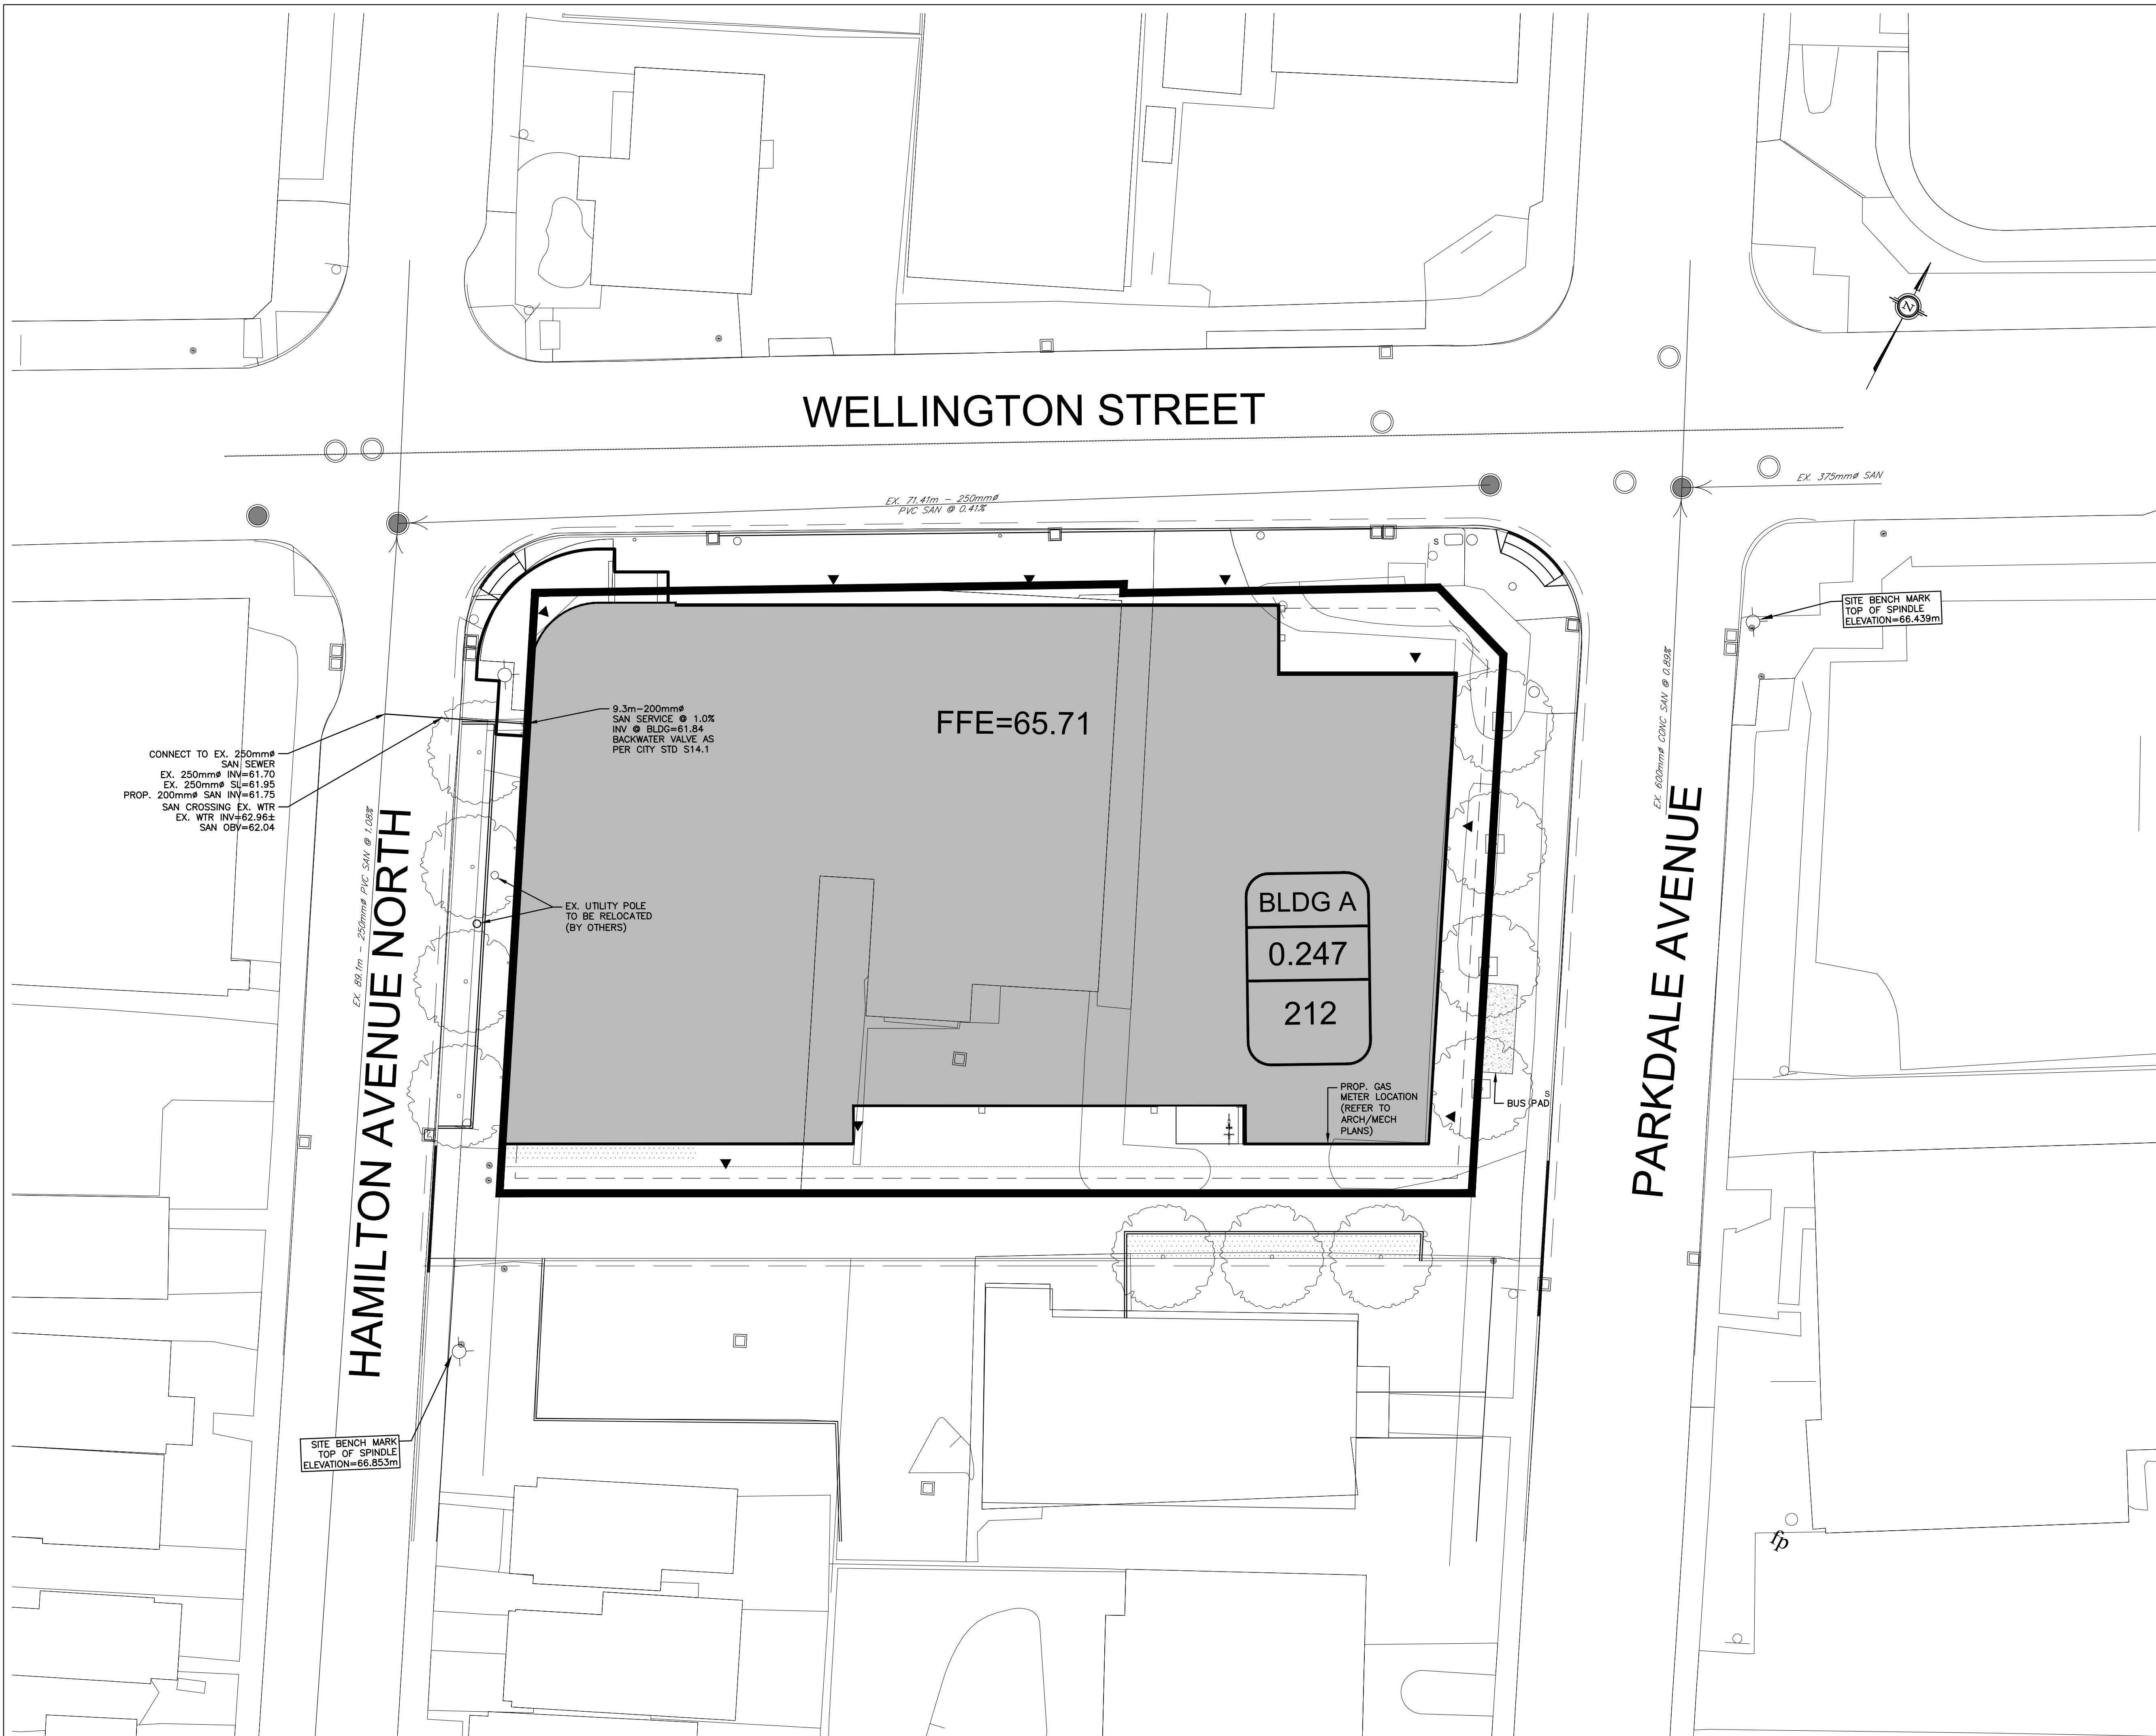 N
WELLINGTON STREET
EX. 71.41m - 250mmø
PVC SAN @ 0.41%
EX. 375mmø SAN
S
SITE BENCH MARK
TOP OF SPINDLE
ELEVATION=66.439m
9.3m-200mmø
SAN SERVICE @ 1.0%
INV @ BLDG=61.84
BACKWATER VALVE AS
PER CITY STD S14.1
FFE=65.71
CONNECT TO EX. 250mmø
SAN SEWER
EX. 250mmø INV=61.70
EX. 250mmø SL=61.95
PROP. 200mmø SAN INV=61.75
SAN CROSSING EX. WTR
EX. WTR INV=62.96±
SAN OBV=62.04
EX. 89.1m - 250mmø PVC SAN @ 1.08%
HAMILTON AVENUE NORTH
EX. UTILITY POLE
TO BE RELOCATED
(BY OTHERS)
BLDG A
0.247
212
EX. 600mmø CONC SAN @ 0.89%
PARKDALE AVENUE
PROP. GAS
METER LOCATION
(REFER TO
ARCH/MECH
PLANS)
S
BUS PAD
SITE BENCH MARK
TOP OF SPINDLE
ELEVATION=66.853m
fp